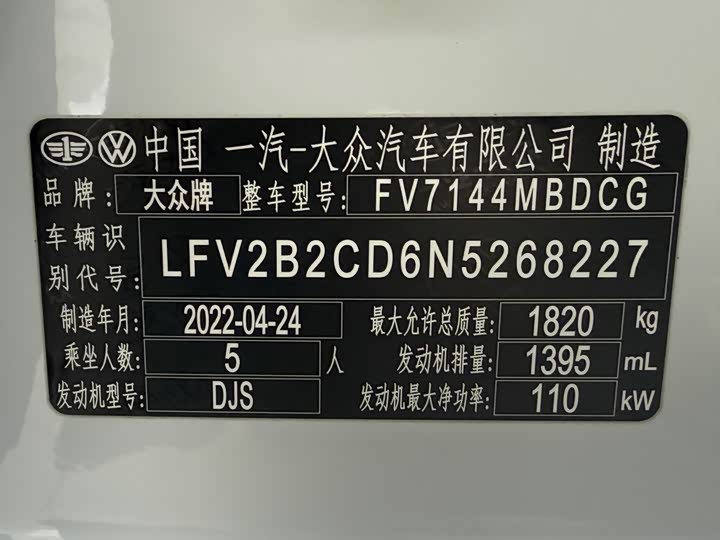 中国 一汽-大众汽车有限公司 制造
品牌: 大众牌 整车型号: FV7144MBDCG
车辆识别代号: LFV2B2CD6N5268227
制造年月: 2022-04-24 最大允许总质量: 1820 kg
乘坐人数: 5 人 发动机排量: 1395 mL
发动机型号: DJS 发动机最大净功率: 110 kW